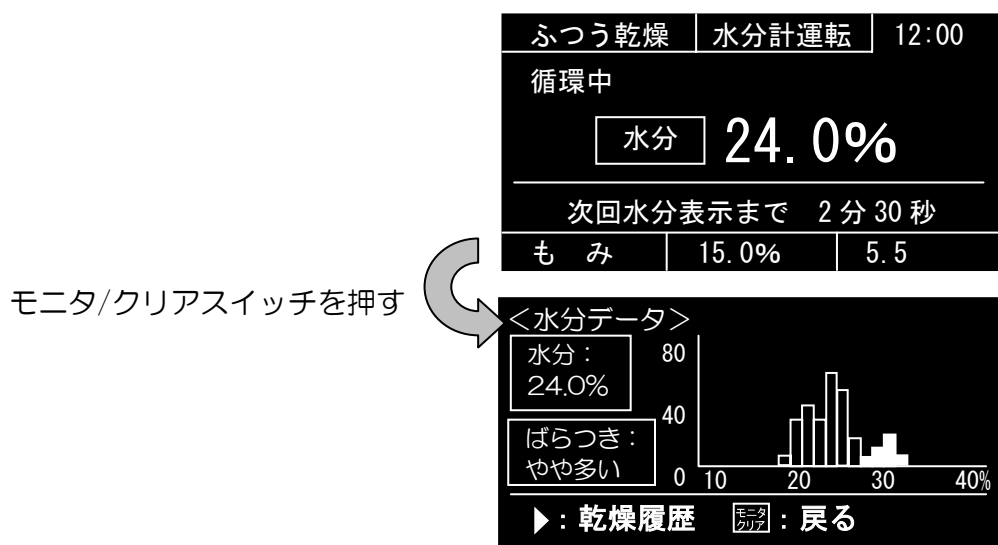 ふつう乾燥 水分計運転 12:00
循環中
水分 24.0%
次回水分表示まで 2分30秒
もみ 15.0% 5.5
モニタ/クリアスイッチを押す
＜水分データ＞
水分：
24.0%
ばらつき：
やや多い
80
40
0
10 20 30 40%
▶：乾燥履歴 モニタクリア：戻る